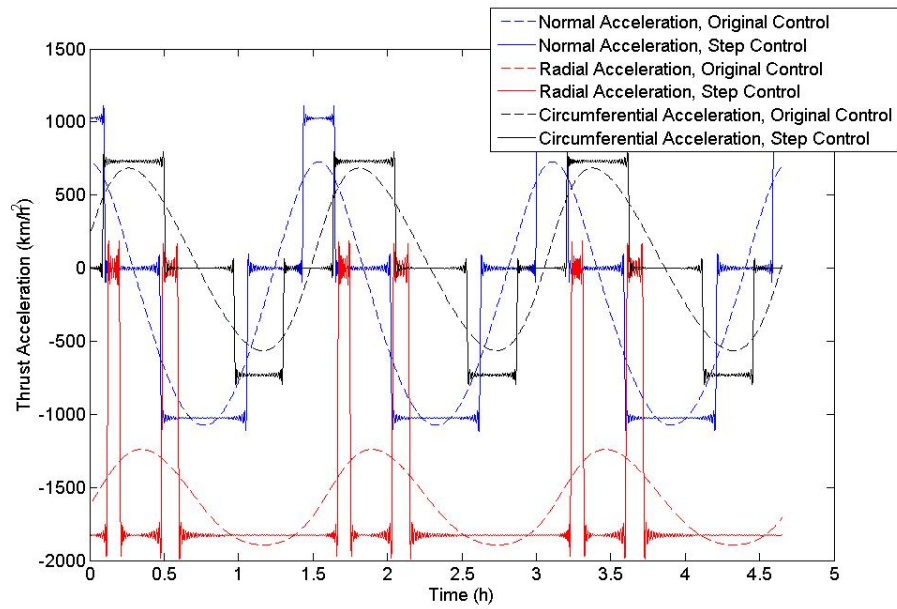 Normal Acceleration, Original Control
Normal Acceleration, Step Control
Radial Acceleration, Original Control
Radial Acceleration, Step Control
Circumferential Acceleration, Original Control
Circumferential Acceleration, Step Control
1500
1000
500
0
-500
-1000
-1500
-2000
Thrust Acceleration (km/h²)
0 0.5 1 1.5 2 2.5 3 3.5 4 4.5 5
Time (h)